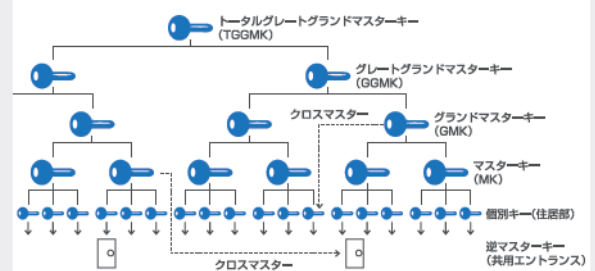 トータルグレートグランドマスターキー
(TGGMK)
グレートグランドマスターキー
(GGMK)
クロスマスター
グランドマスターキー
(GMK)
マスターキー
(MK)
個別キー(住居部)
逆マスターキー
(共用エントランス)
クロスマスター